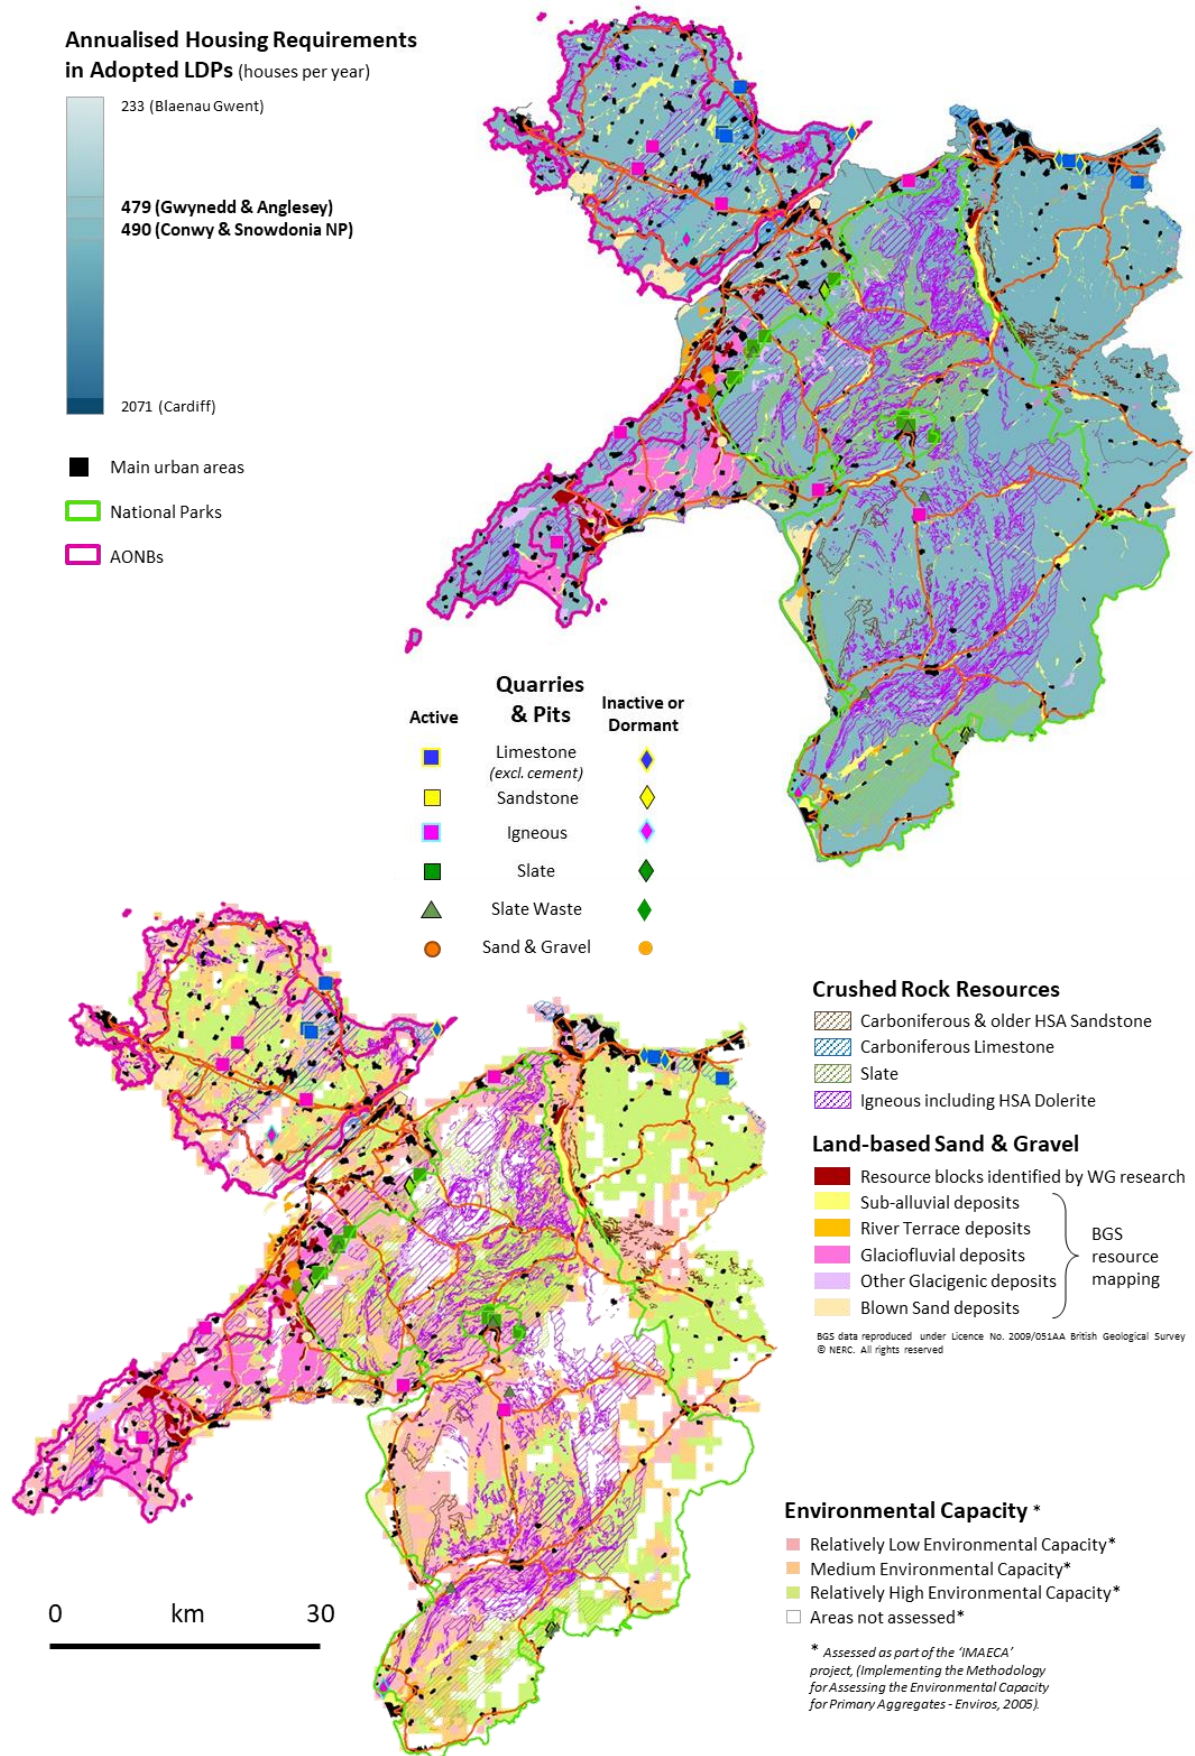 Annualised Housing Requirements
in Adopted LDPs (houses per year)
233 (Blaenau Gwent)
479 (Gwynedd & Anglesey)
490 (Conwy & Snowdonia NP)
2071 (Cardiff)
Main urban areas
National Parks
AONBs
Quarries
& Pits
Active
Inactive or
Dormant
Limestone
(excl. cement)
Sandstone
Igneous
Slate
Slate Waste
Sand & Gravel
Crushed Rock Resources
Carboniferous & older HSA Sandstone
Carboniferous Limestone
Slate
Igneous including HSA Dolerite
Land-based Sand & Gravel
Resource blocks identified by WG research
Sub-alluvial deposits
River Terrace deposits
Glaciofluvial deposits
Other Glacigenic deposits
Blown Sand deposits
BGS
resource
mapping
BGS data reproduced under Licence No. 2009/051AA British Geological Survey
© NERC. All rights reserved
Environmental Capacity *
Relatively Low Environmental Capacity*
Medium Environmental Capacity*
Relatively High Environmental Capacity*
Areas not assessed*
* Assessed as part of the ‘IMAECA’
project, (Implementing the Methodology
for Assessing the Environmental Capacity
for Primary Aggregates - Enviros, 2005).
0 km 30